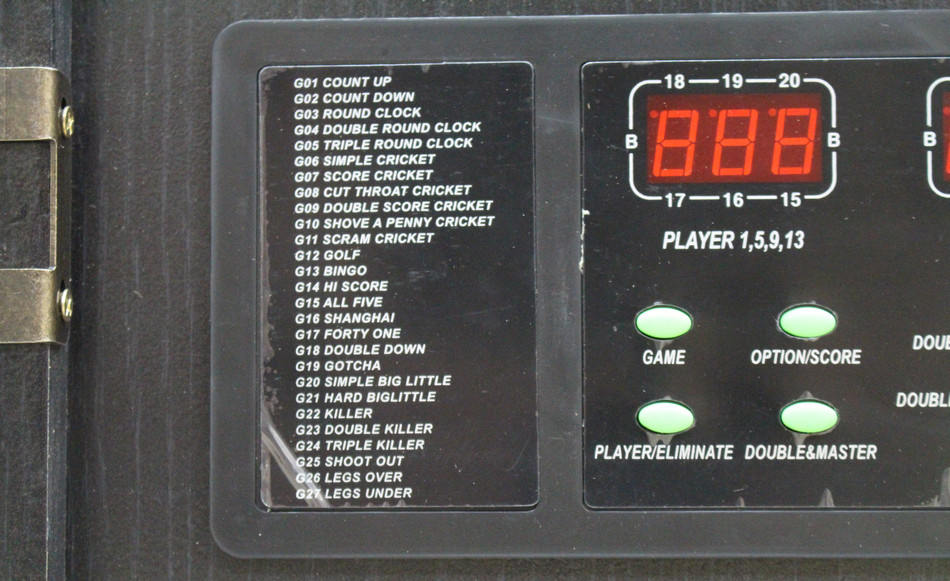 G01 COUNT UP
G02 COUNT DOWN
G03 ROUND CLOCK
G04 DOUBLE ROUND CLOCK
G05 TRIPLE ROUND CLOCK
G06 SIMPLE CRICKET
G07 SCORE CRICKET
G08 CUT THROAT CRICKET
G09 DOUBLE SCORE CRICKET
G10 SHOVE A PENNY CRICKET
G11 SCRAM CRICKET
G12 GOLF
G13 BINGO
G14 HI SCORE
G15 ALL FIVE
G16 SHANGHAI
G17 FORTY ONE
G18 DOUBLE DOWN
G19 GOTCHA
G20 SIMPLE BIG LITTLE
G21 HARD BIGLITTLE
G22 KILLER
G23 DOUBLE KILLER
G24 TRIPLE KILLER
G25 SHOOT OUT
G26 LEGS OVER
G27 LEGS UNDER
18 19 20
B 888 B B
17 16 15
PLAYER 1,5,9,13
GAME OPTION/SCORE
PLAYER/ELIMINATE DOUBLE&MASTER